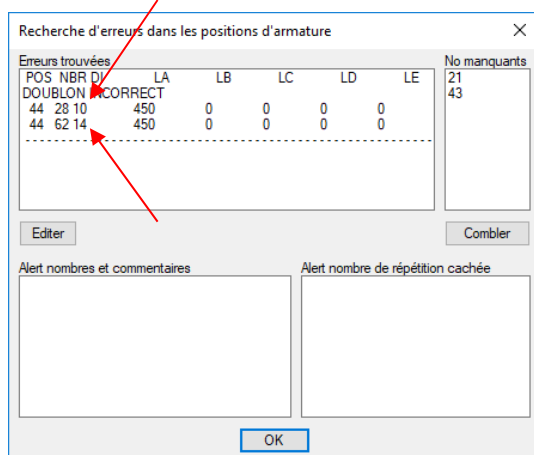 Recherche d'erreurs dans les positions d'armature
Erreurs trouvées
No manquants
POS NBR DI LA LB LC LD LE
DOUBLON INCORRECT
44 28 10 450 0 0 0 0
44 62 14 450 0 0 0 0
21
43
Editer
Combler
Alert nombres et commentaires
Alert nombre de répétition cachée
OK